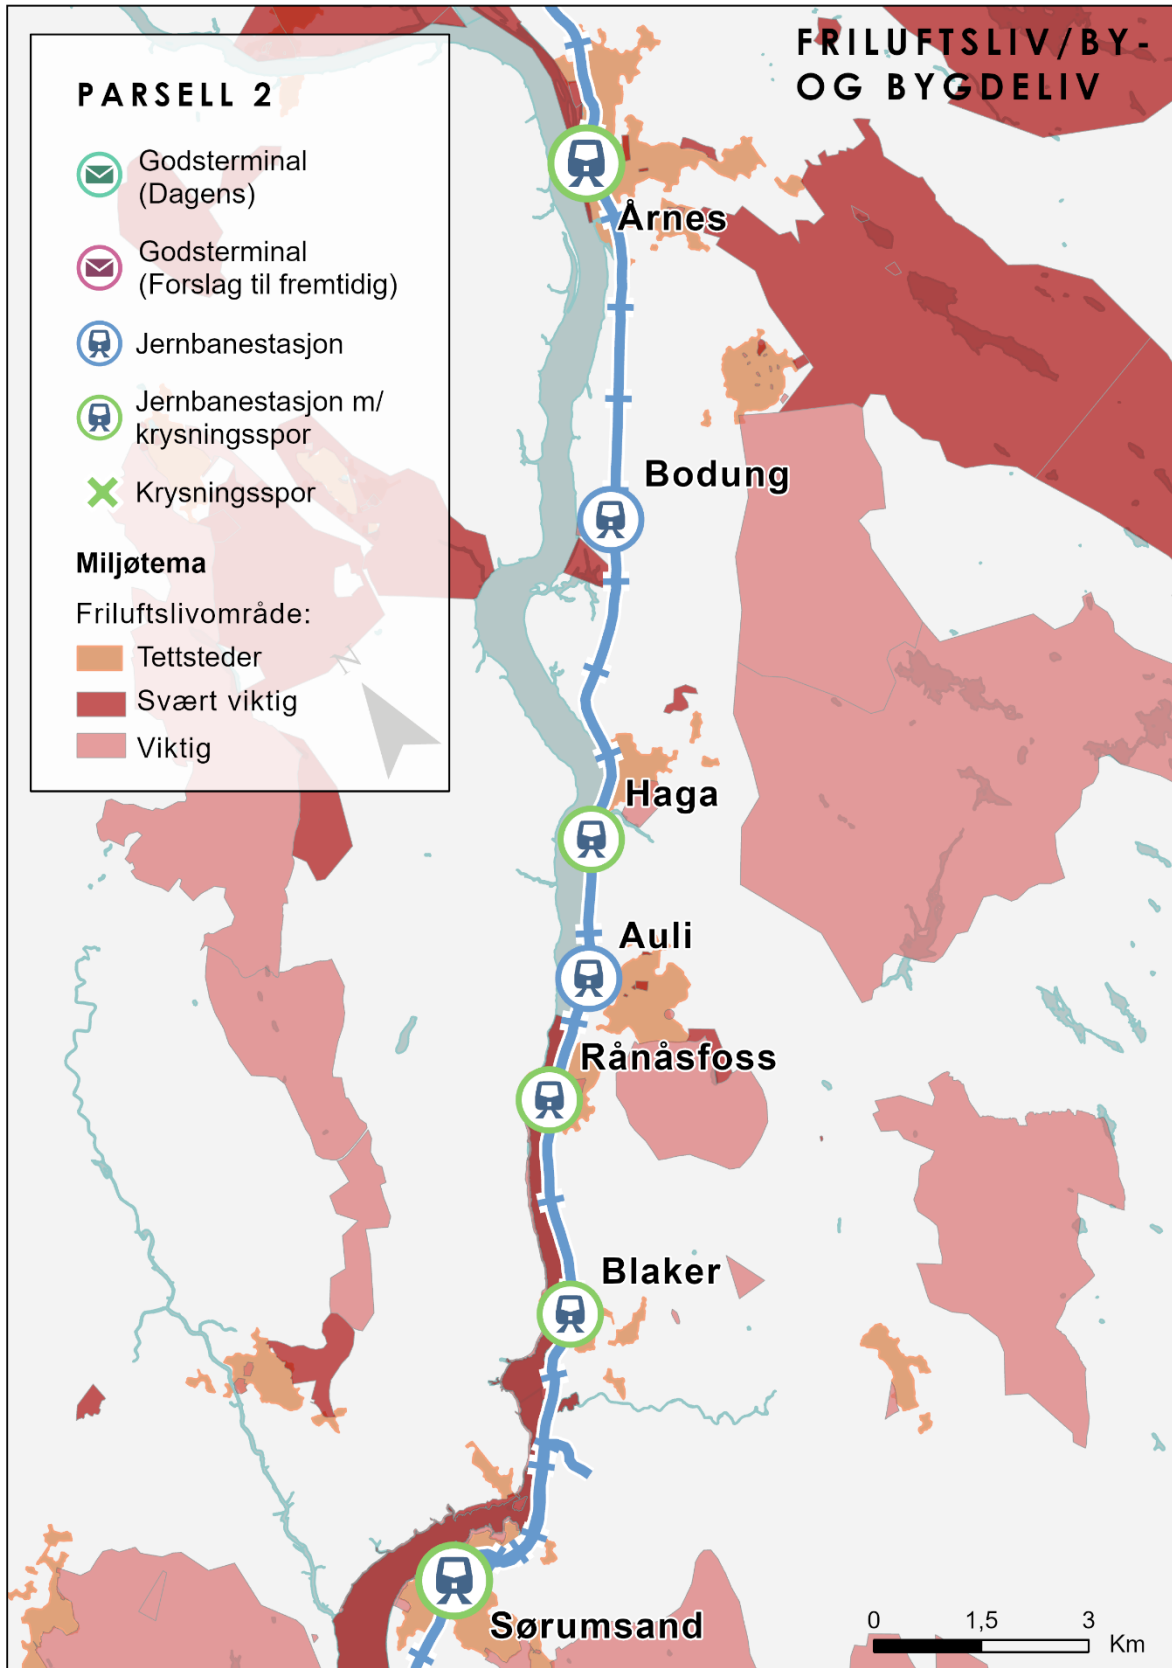 FRILUFTSLIV/BY-
OG BYGDELIV
PARSELL 2
Godsterminal
(Dagens)
Godsterminal
(Forslag til fremtidig)
Jernbanestasjon
Jernbanestasjon m/
krysningsspor
Krysningsspor
Miljøtema
Friluftslivområde:
Tettsteder
Svært viktig
Viktig
N
Årnes
Bodung
Haga
Auli
Rånåsfoss
Blaker
Sørumsand
0 1,5 3
Km